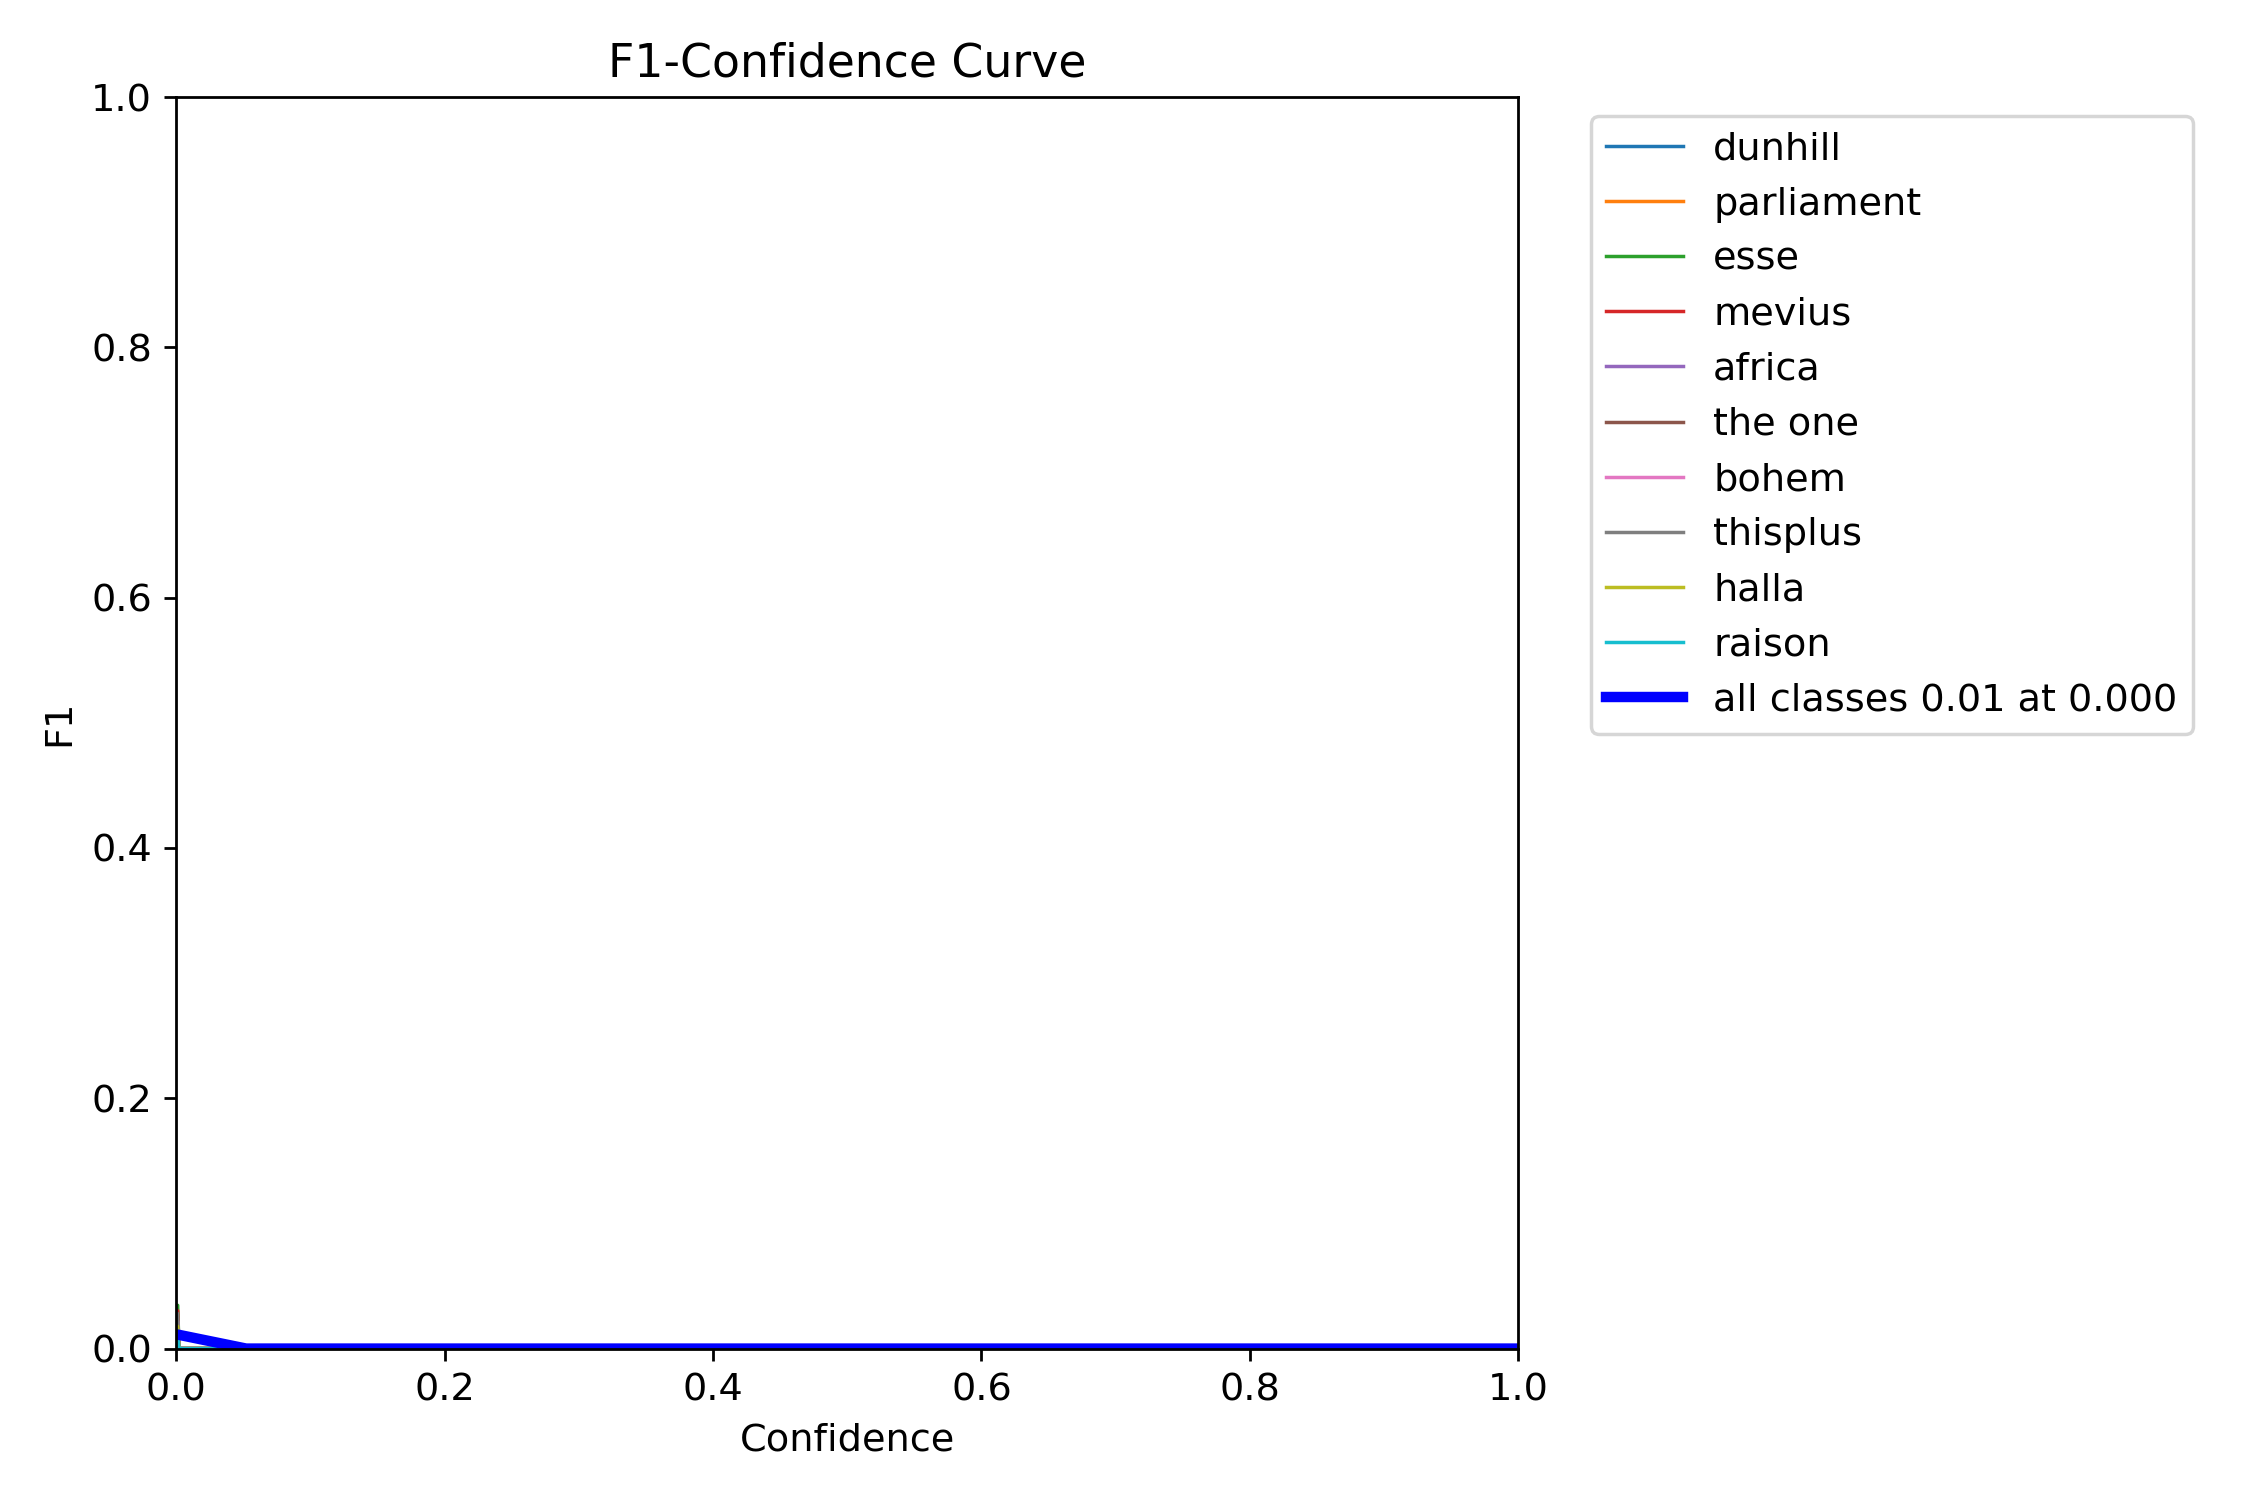 F1-Confidence Curve
1.0
0.8
0.6
0.4
0.2
0.0
F1
0.0 0.2 0.4 0.6 0.8 1.0
Confidence
dunhill
parliament
esse
mevius
africa
the one
bohem
thisplus
halla
raison
all classes 0.01 at 0.000